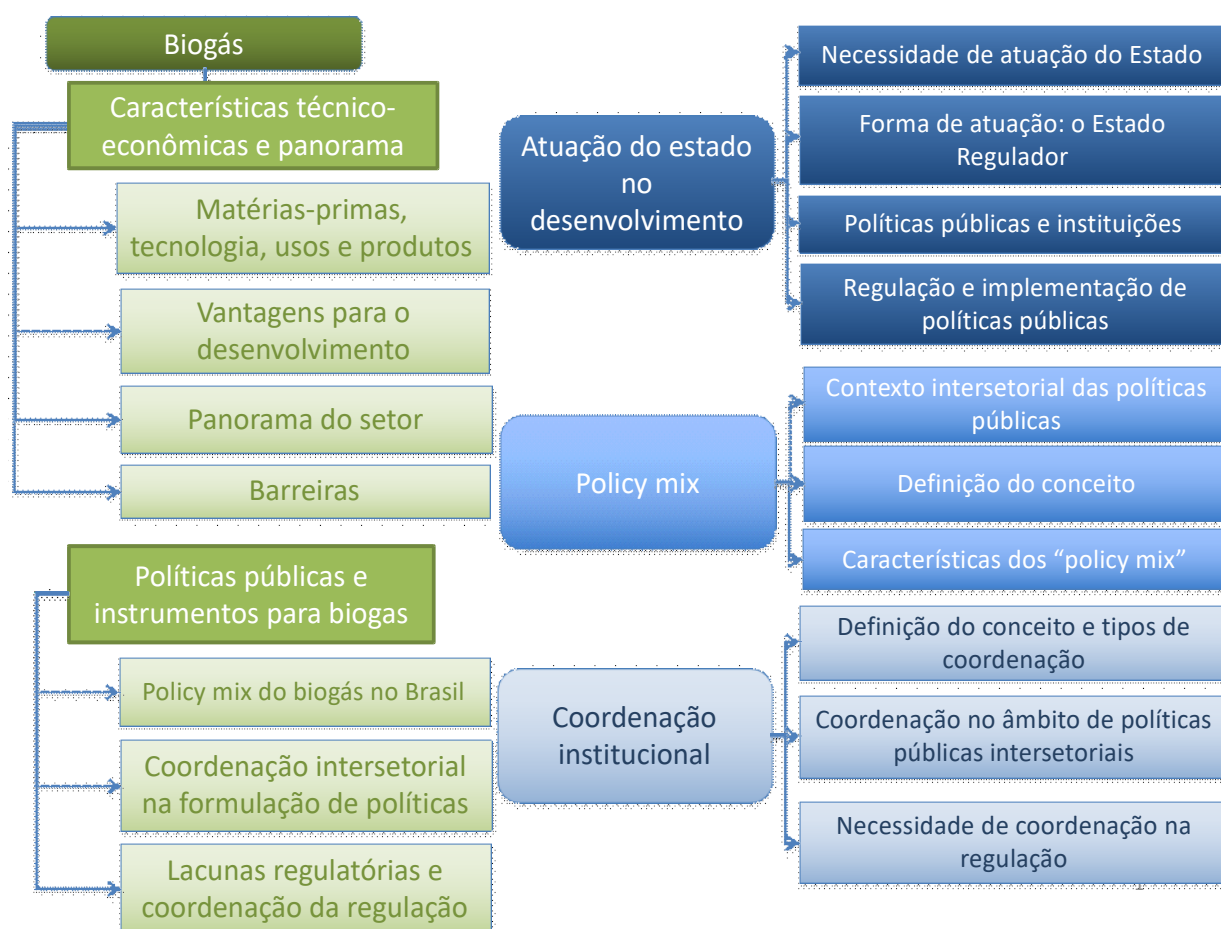 Biogás
Características técnico-
econômicas e panorama
Matérias-primas,
tecnologia, usos e produtos
Vantagens para o
desenvolvimento
Panorama do setor
Barreiras
Políticas públicas e
instrumentos para biogas
Policy mix do biogás no Brasil
Coordenação intersetorial
na formulação de políticas
Lacunas regulatórias e
coordenação da regulação
Atuação do estado
no
desenvolvimento
Necessidade de atuação do Estado
Forma de atuação: o Estado
Regulador
Políticas públicas e instituições
Regulação e implementação de
políticas públicas
Policy mix
Contexto intersetorial das políticas
públicas
Definição do conceito
Características dos “policy mix”
Coordenação
institucional
Definição do conceito e tipos de
coordenação
Coordenação no âmbito de políticas
públicas intersetoriais
Necessidade de coordenação na
regulação